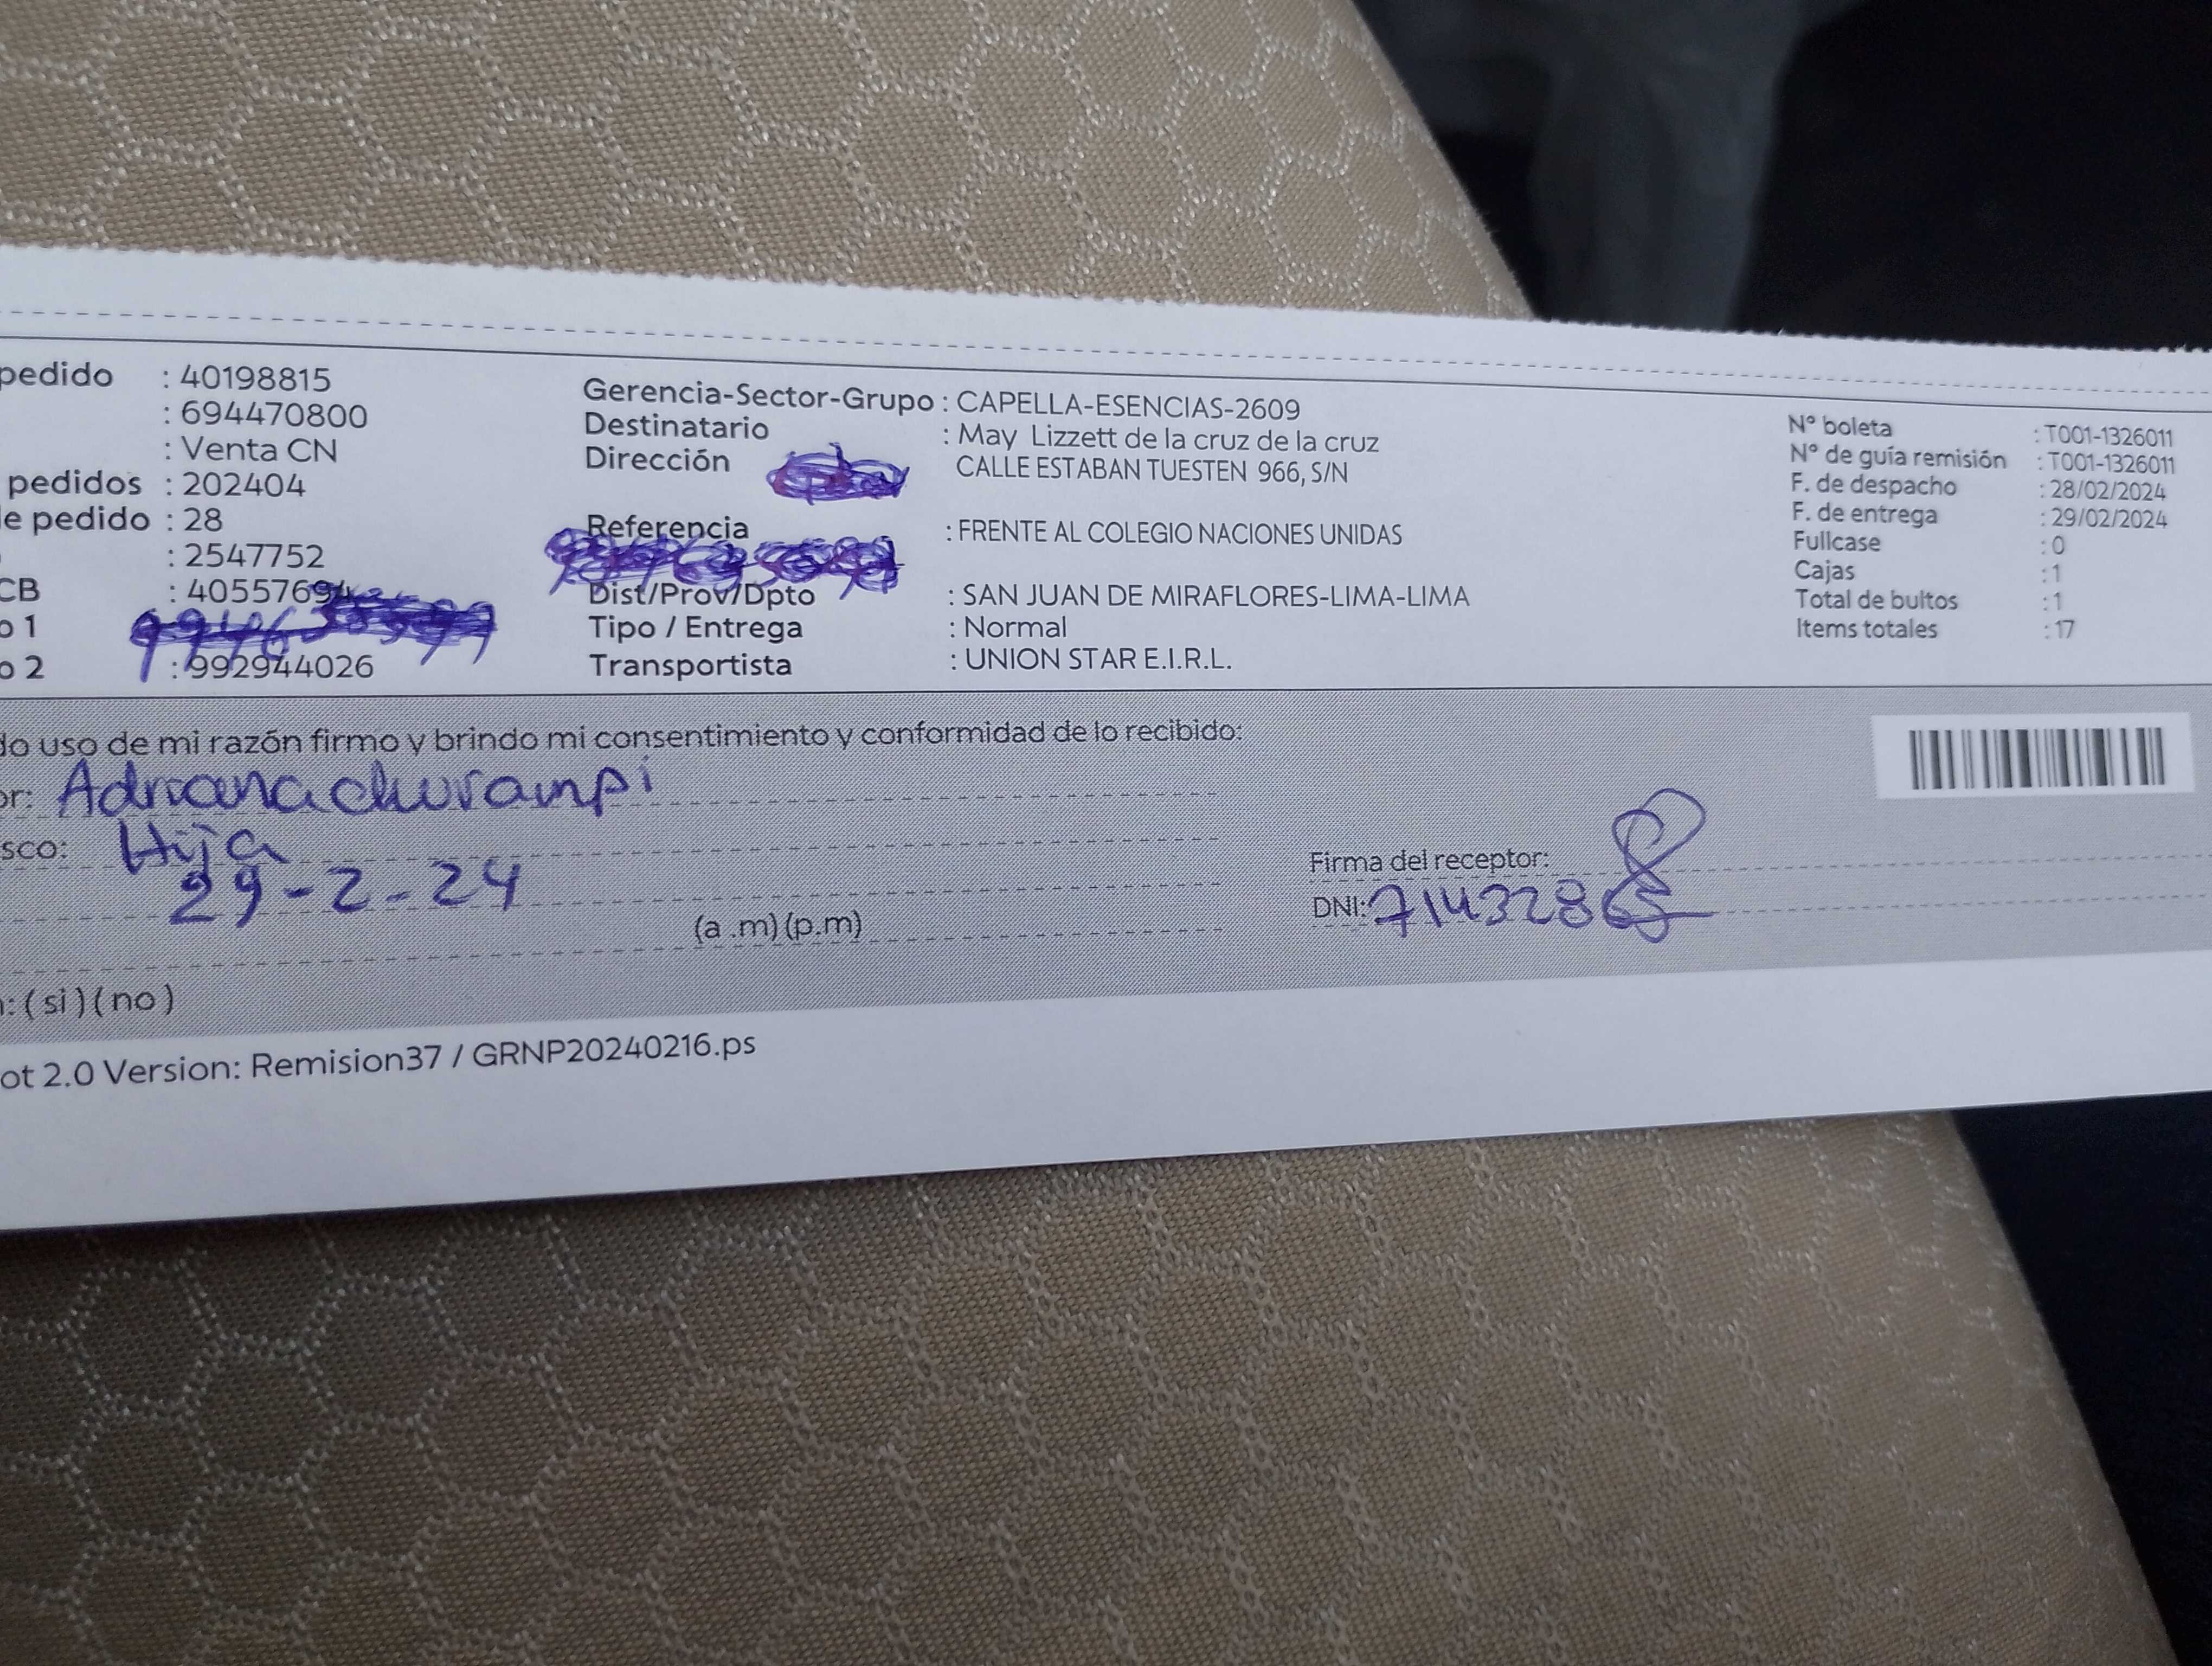 pedido : 40198815
: 694470800
: Venta CN
pedidos : 202404
e pedido : 28
: 2547752
CB : 40557694
o 1
o 2 : 992944026
Gerencia-Sector-Grupo : CAPELLA-ESENCIAS-2609
Destinatario : May Lizzett de la cruz de la cruz
Dirección CALLE ESTABAN TUESTEN 966, S/N
Referencia : FRENTE AL COLEGIO NACIONES UNIDAS
Dist/Prov/Dpto : SAN JUAN DE MIRAFLORES-LIMA-LIMA
Tipo / Entrega : Normal
Transportista : UNION STAR E.I.R.L.
N° boleta : T001-1326011
N° de guía remisión : T001-1326011
F. de despacho : 28/02/2024
F. de entrega : 29/02/2024
Fullcase : 0
Cajas : 1
Total de bultos : 1
Items totales : 17
do uso de mi razón firmo y brindo mi consentimiento y conformidad de lo recibido:
or: Adriana churampi
sco: Hija
29-2-24
(a .m) (p.m)
Firma del receptor:
DNI: 714328
: ( si ) ( no )
ot 2.0 Version: Remision37 / GRNP20240216.ps